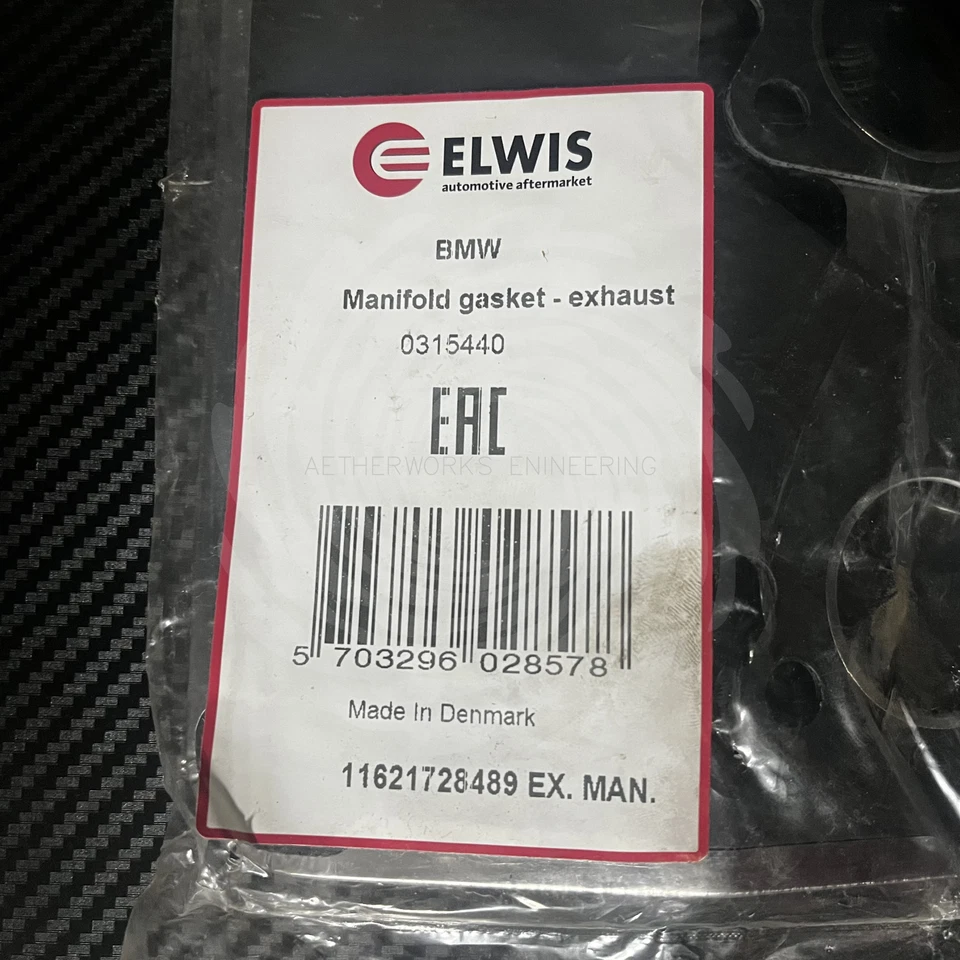 ELWIS
automotive aftermarket
BMW
Manifold gasket - exhaust
0315440
EAC
AETHERWORKS ENINEERING
5 703296 028578
Made In Denmark
11621728489 EX. MAN.